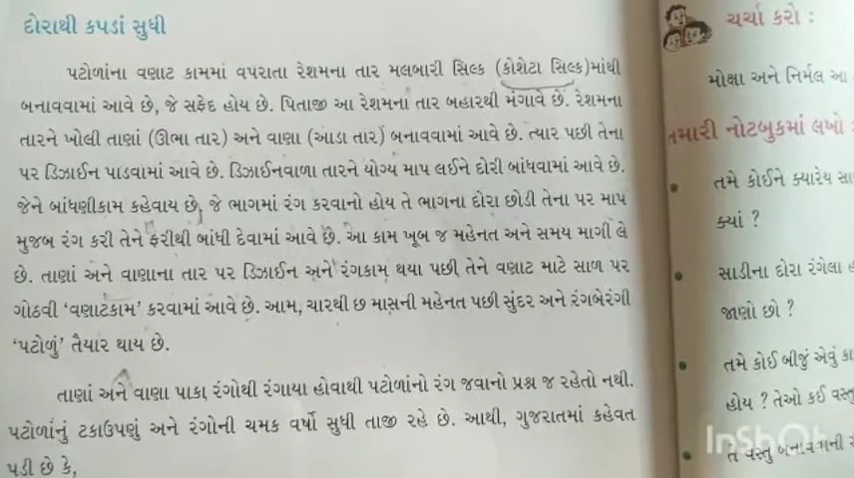 દોરાથી કપડાં સુધી
પટોળાંના વણાટ કામમાં વપરાતા રેશમના તાર મલબારી સિલ્ક (કોશેટા સિલ્ક)માંથી
બનાવવામાં આવે છે, જે સફેદ હોય છે. પિતાજી આ રેશમના તાર બહારથી મંગાવે છે. રેશમના
તારને ખોલી તાણાં (ઊભા તાર) અને વાણા (આડા તાર) બનાવવામાં આવે છે. ત્યાર પછી તેના
પર ડિઝાઈન પાડવામાં આવે છે. ડિઝાઈનવાળા તારને યોગ્ય માપ લઈને દોરી બાંધવામાં આવે છે.
જેને બાંધણીકામ કહેવાય છે, જે ભાગમાં રંગ કરવાનો હોય તે ભાગના દોરા છોડી તેના પર માપ
મુજબ રંગ કરી તેને ફરીથી બાંધી દેવામાં આવે છે. આ કામ ખૂબ જ મહેનત અને સમય માગી લે
છે. તાણાં અને વાણાના તાર પર ડિઝાઈન અને રંગકામ થયા પછી તેને વણાટ માટે સાળ પર
ગોઠવી ‘વણાટકામ’ કરવામાં આવે છે. આમ, ચારથી છ માસની મહેનત પછી સુંદર અને રંગબેરંગી
‘પટોળું’ તૈયાર થાય છે.
તાણાં અને વાણા પાકા રંગોથી રંગાયા હોવાથી પટોળાંનો રંગ જવાનો પ્રશ્ન જ રહેતો નથી.
પટોળાંનું ટકાઉપણું અને રંગોની ચમક વર્ષો સુધી તાજી રહે છે. આથી, ગુજરાતમાં કહેવત
પડી છે કે,
ચર્ચા કરો :
મોક્ષા અને નિર્મલ આ
તમારી નોટબુકમાં લખો :
તમે કોઈને ક્યારેય
ક્યાં ?
સાડીના દોરા રંગેલા
જાણો છો ?
તમે કોઈ બીજું એવું
હોય ? તેઓ કઈ
તે વસ્તુ બનાવવાની
InShOt